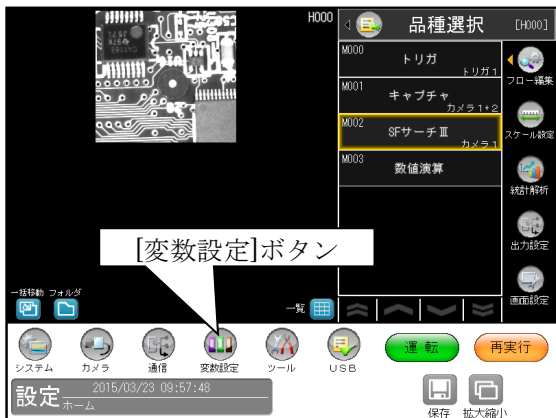 H000
品種選択
[H000]
M000
トリガ
トリガ1
M001
キャプチャ
カメラ1+2
M002
SFサーチⅢ
カメラ1
M003
数値演算
フロー編集
スケール設定
統計解析
出力設定
画面設定
[変数設定]ボタン
一括移動 フォルダ
一覧
システム
カメラ
通信
変数設定
ツール
USB
運転
再実行
設定
2015/03/23 09:57:48
ホーム
保存
拡大縮小